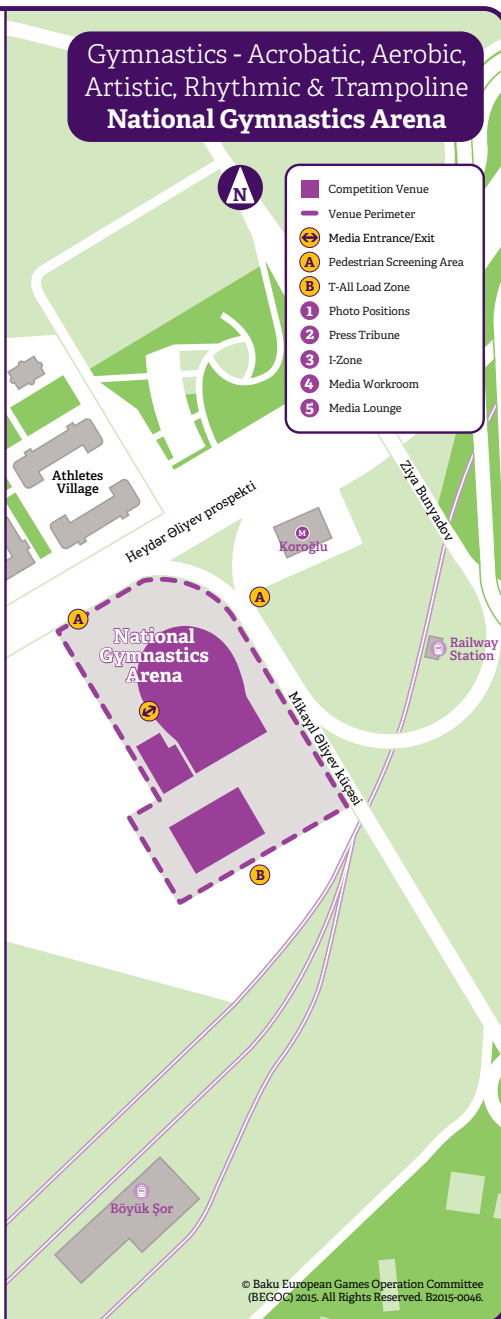 Gymnastics - Acrobatic, Aerobic,
Artistic, Rhythmic & Trampoline
National Gymnastics Arena
N
Competition Venue
Venue Perimeter
Media Entrance/Exit
A Pedestrian Screening Area
B T-All Load Zone
1 Photo Positions
2 Press Tribune
3 I-Zone
4 Media Workroom
5 Media Lounge
Athletes
Village
Heydər Əliyev prospekti
Ziya Bunyadov
M
Koroğlu
A
A
National
Gymnastics
Arena
Railway
Station
Mikayıl Əliyev küçəsi
B
Böyük Şor
© Baku European Games Operation Committee
(BEGOC) 2015. All Rights Reserved. B2015-0046.